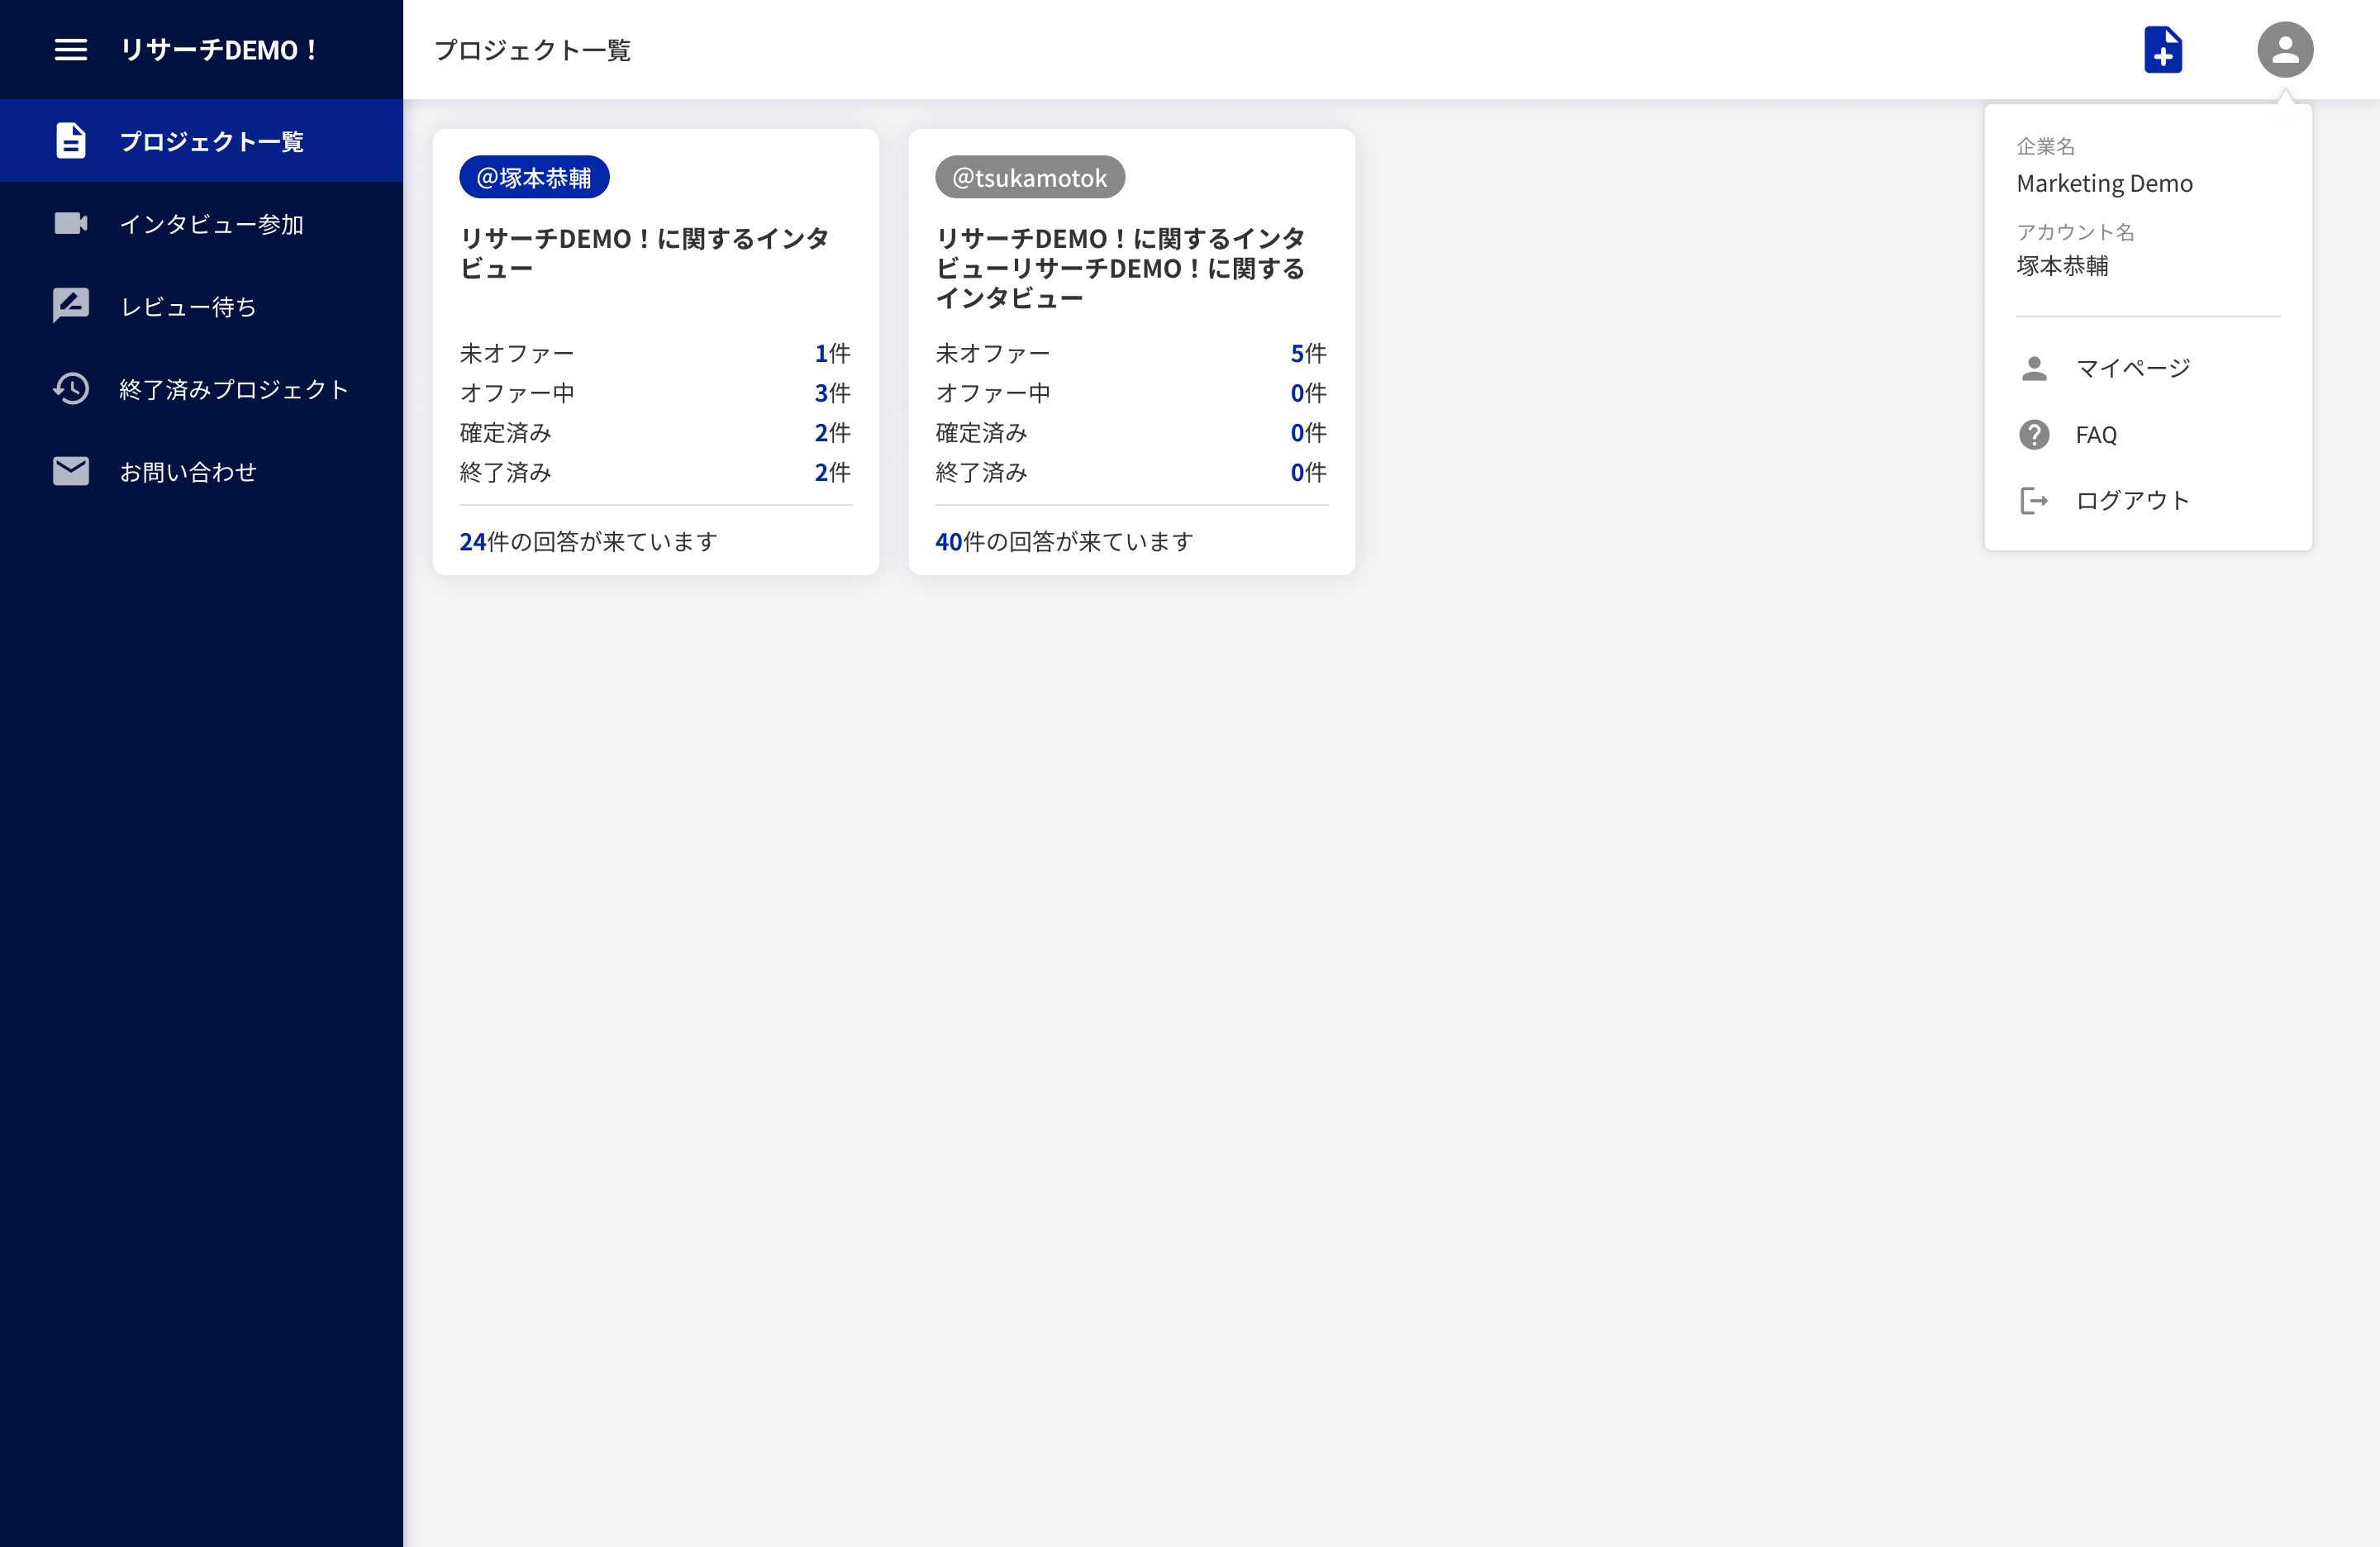 リサーチDEMO！
プロジェクト一覧
インタビュー参加
レビュー待ち
終了済みプロジェクト
お問い合わせ
プロジェクト一覧
@塚本恭輔
リサーチDEMO！に関するインタ
ビュー
未オファー 1件
オファー中 3件
確定済み 2件
終了済み 2件
24件の回答が来ています
@tsukamotok
リサーチDEMO！に関するインタ
ビューリサーチDEMO！に関する
インタビュー
未オファー 5件
オファー中 0件
確定済み 0件
終了済み 0件
40件の回答が来ています
企業名
Marketing Demo
アカウント名
塚本恭輔
マイページ
FAQ
ログアウト